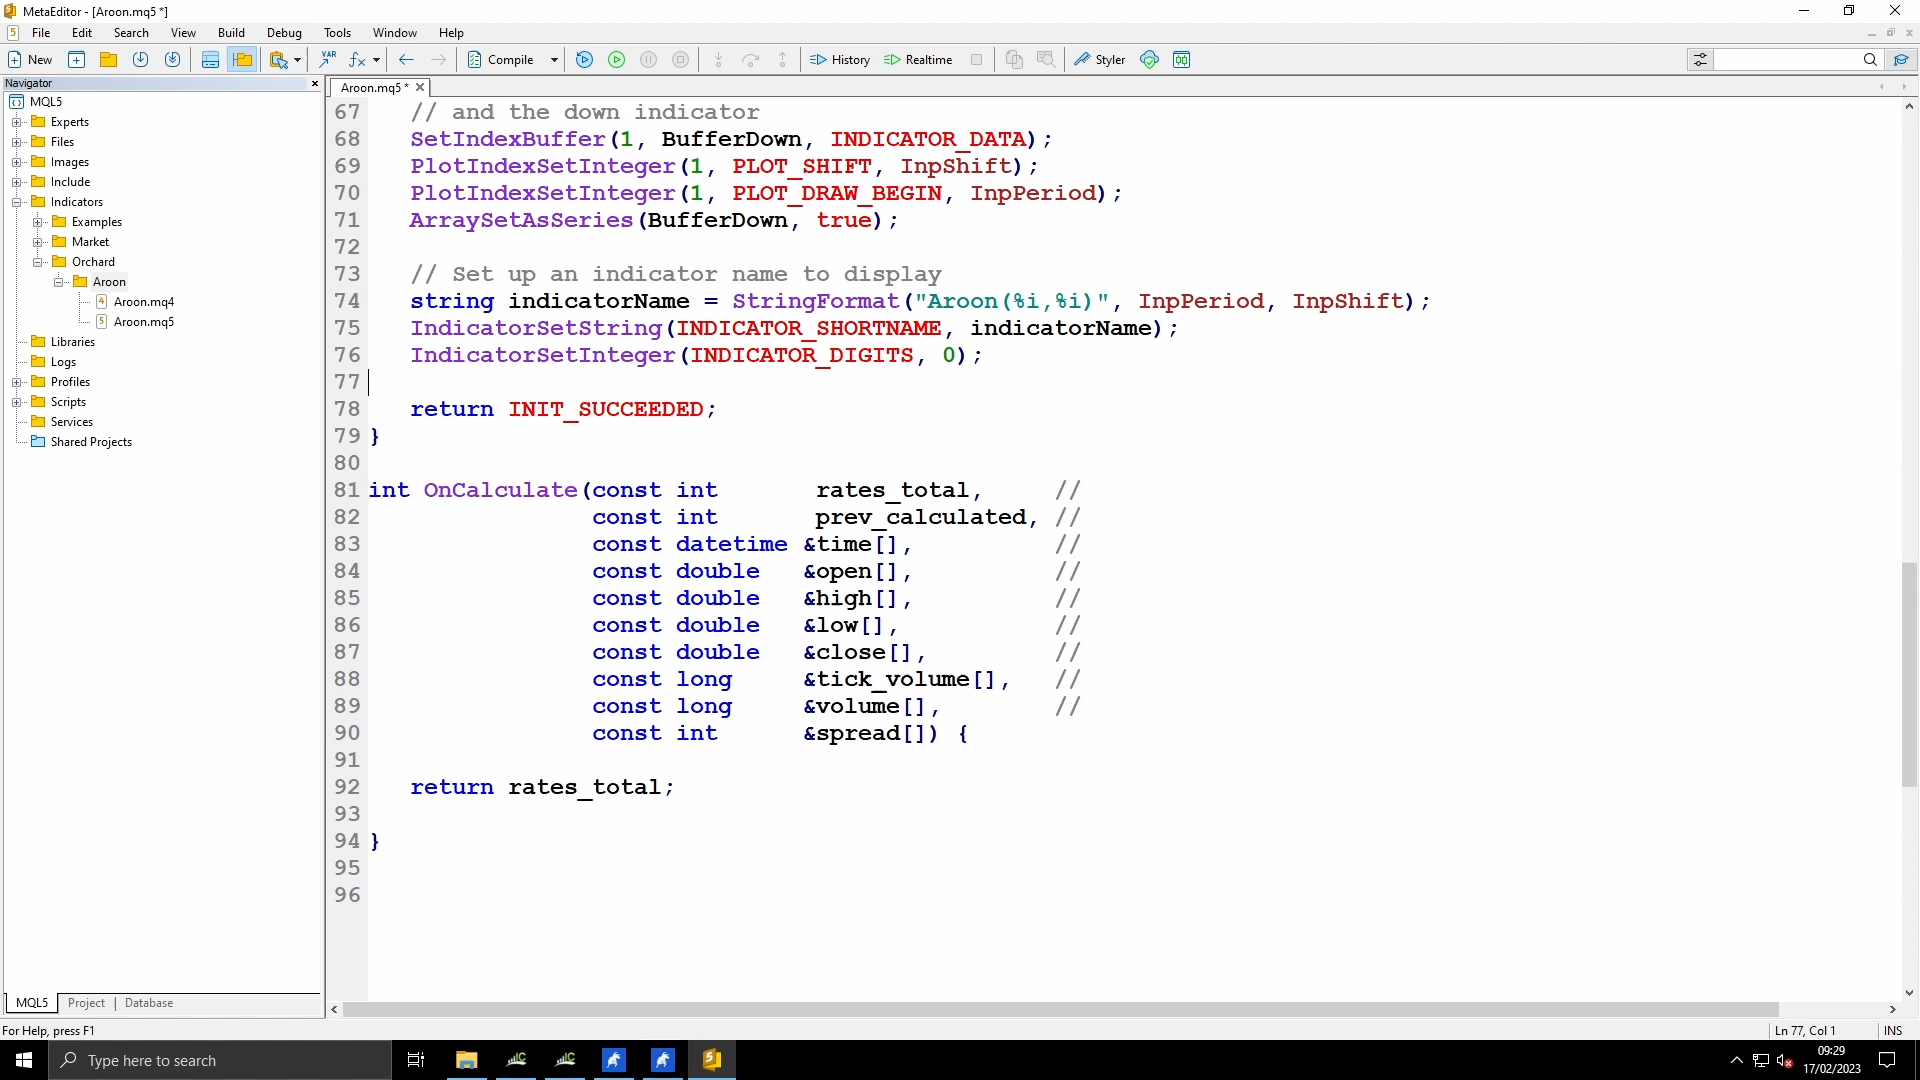 MetaEditor - [Aroon.mq5 *]
File Edit Search View Build Debug Tools Window Help
New VAR fx Compile History Realtime Styler
Navigator
MQL5
Experts
Files
Images
Include
Indicators
Examples
Market
Orchard
Aroon
Aroon.mq4
Aroon.mq5
Libraries
Logs
Profiles
Scripts
Services
Shared Projects
MQL5 Project Database
Aroon.mq5 *
67 // and the down indicator
68 SetIndexBuffer(1, BufferDown, INDICATOR_DATA);
69 PlotIndexSetInteger(1, PLOT_SHIFT, InpShift);
70 PlotIndexSetInteger(1, PLOT_DRAW_BEGIN, InpPeriod);
71 ArraySetAsSeries(BufferDown, true);
72
73 // Set up an indicator name to display
74 string indicatorName = StringFormat("Aroon(%i,%i)", InpPeriod, InpShift);
75 IndicatorSetString(INDICATOR_SHORTNAME, indicatorName);
76 IndicatorSetInteger(INDICATOR_DIGITS, 0);
77
78 return INIT_SUCCEEDED;
79 }
80
81 int OnCalculate(const int rates_total, //
82 const int prev_calculated, //
83 const datetime &time[], //
84 const double &open[], //
85 const double &high[], //
86 const double &low[], //
87 const double &close[], //
88 const long &tick_volume[], //
89 const long &volume[], //
90 const int &spread[]) {
91
92 return rates_total;
93
94 }
95
96
For Help, press F1
Ln 77, Col 1 INS
Type here to search
09:29
17/02/2023